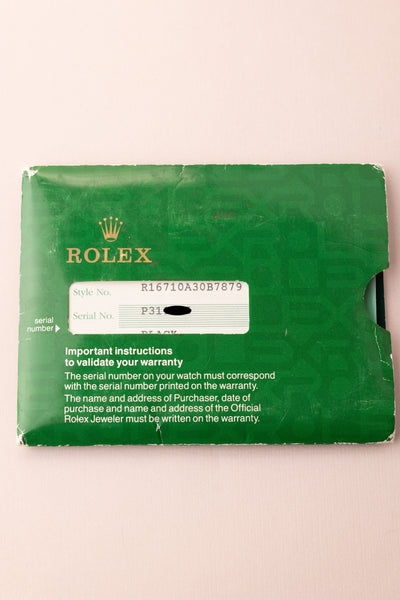 ROLEX
Style No. R16710A30B7879
Serial No. P31
BLACK
serial
number
Important instructions
to validate your warranty
The serial number on your watch must correspond
with the serial number printed on the warranty.
The name and address of Purchaser, date of
purchase and name and address of the Official
Rolex Jeweler must be written on the warranty.